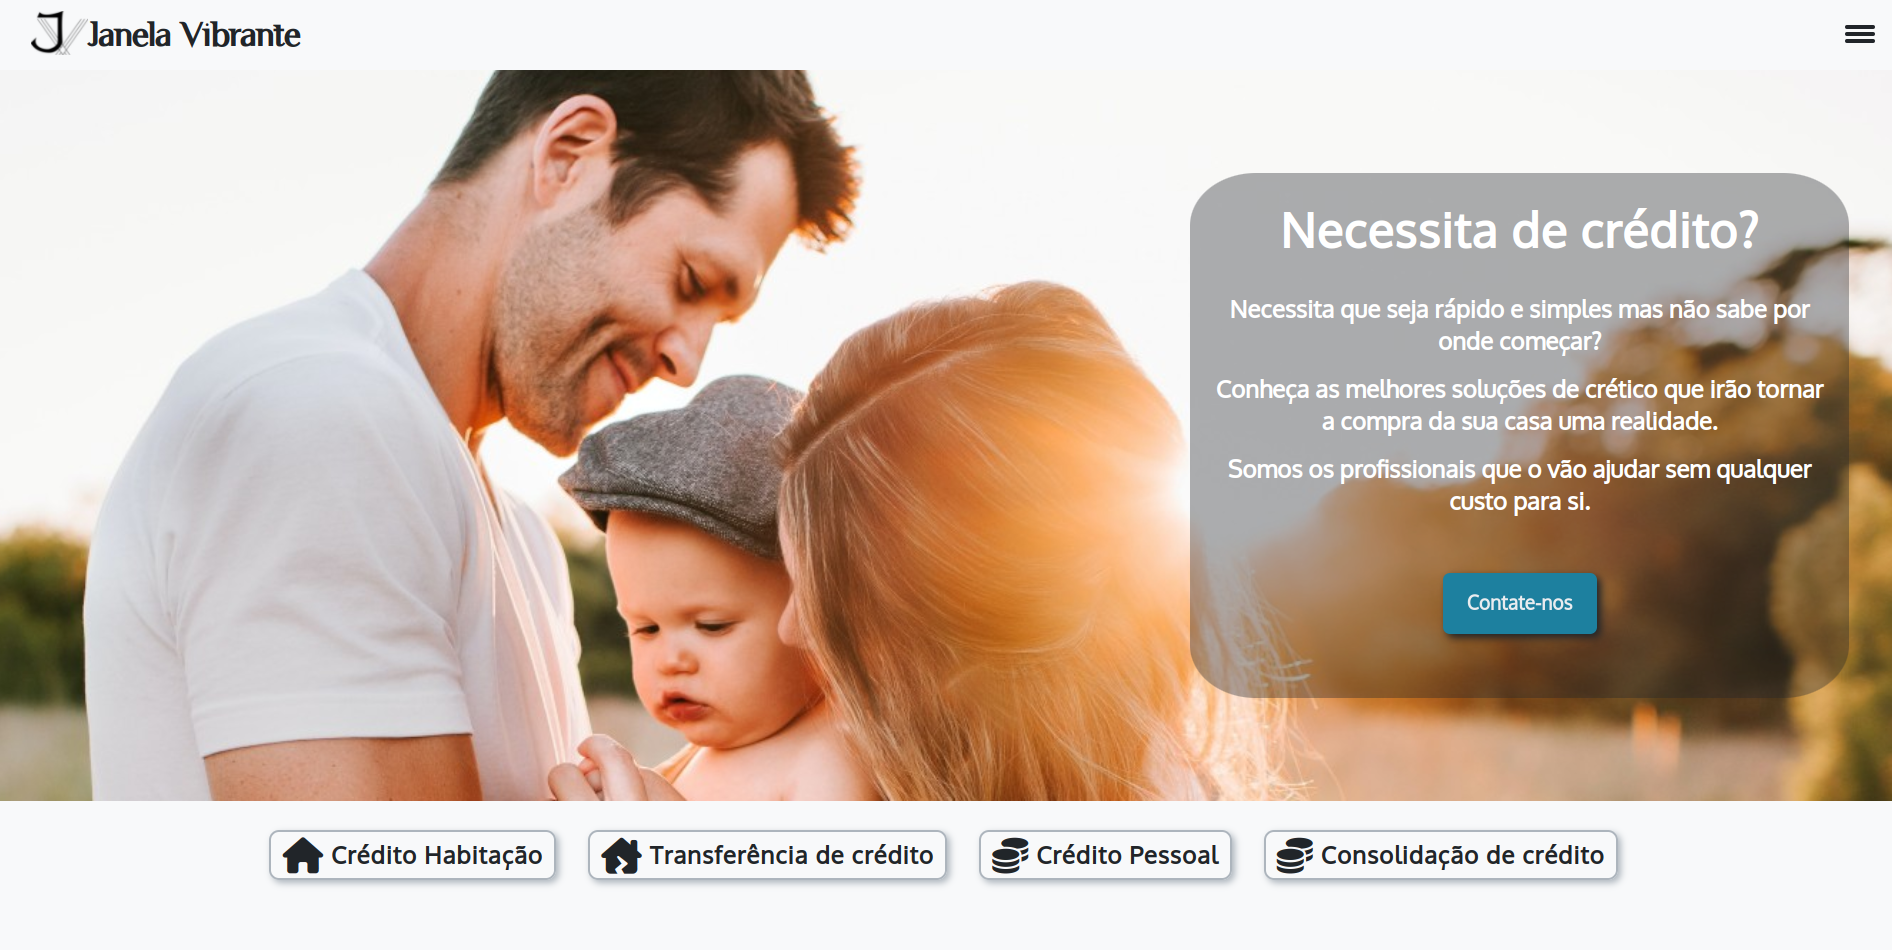 Janela Vibrante
Necessita de crédito?
Necessita que seja rápido e simples mas não sabe por
onde começar?
Conheça as melhores soluções de crético que irão tornar
a compra da sua casa uma realidade.
Somos os profissionais que o vão ajudar sem qualquer
custo para si.
Contate-nos
Crédito Habitação
Transferência de crédito
Crédito Pessoal
Consolidação de crédito